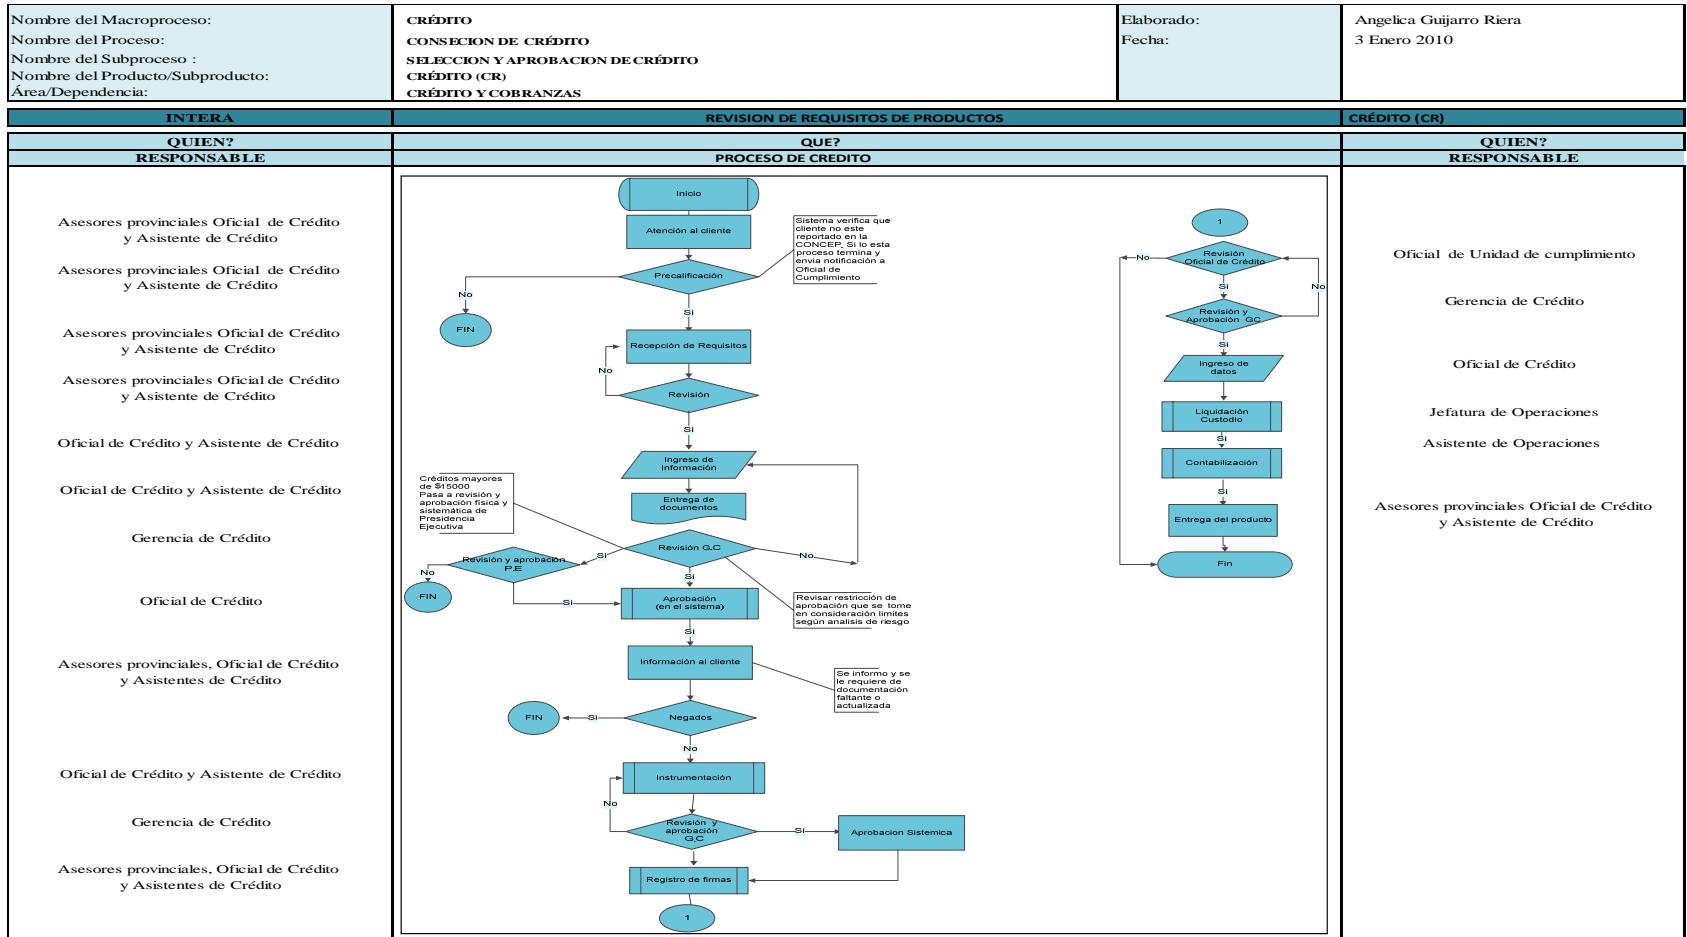 Nombre del Macroproceso:
CRÉDITO
Elaborado:
Angelica Guijarro Riera
Nombre del Proceso:
CONSECION DE CRÉDITO
Fecha:
3 Enero 2010
Nombre del Subproceso :
SELECCION Y APROBACION DE CRÉDITO
Nombre del Producto/Subproducto:
CRÉDITO (CR)
Área/Dependencia:
CRÉDITO Y COBRANZAS
INTERA
REVISION DE REQUISITOS DE PRODUCTOS
CRÉDITO (CR)
QUIEN?
QUE?
QUIEN?
RESPONSABLE
PROCESO DE CREDITO
RESPONSABLE
Asesores provinciales Oficial de Crédito
y Asistente de Crédito
Asesores provinciales Oficial de Crédito
y Asistente de Crédito
Asesores provinciales Oficial de Crédito
y Asistente de Crédito
Asesores provinciales Oficial de Crédito
y Asistente de Crédito
Oficial de Crédito y Asistente de Crédito
Oficial de Crédito y Asistente de Crédito
Gerencia de Crédito
Oficial de Crédito
Asesores provinciales, Oficial de Crédito
y Asistentes de Crédito
Oficial de Crédito y Asistente de Crédito
Gerencia de Crédito
Asesores provinciales, Oficial de Crédito
y Asistentes de Crédito
Inicio
Atención al cliente
Sistema verifica que
cliente no este
reportado en la
CONCEP. Si lo esta
proceso termina y
envia notificación a
Oficial de
Cumplimiento
Precalificación
No
FIN
Si
Recepción de Requisitos
No
Revisión
Si
Ingreso de
Información
Entrega de
documentos
Créditos mayores
de $15000
Pasa a revisión y
aprobación física y
sistemática de
Presidencia
Ejecutiva
Revisión G.C
Si
No
Revisión y aprobación
P.E
No
FIN
Si
Si
Aprobación
(en el sistema)
Revisar restricción de
aprobación que se tome
en consideración limites
según analisis de riesgo
Si
Información al cliente
Se informo y se
le requiere de
documentación
faltante o
actualizada
Negados
Si
FIN
No
Instrumentación
No
Revisión y
aprobación
G.C
Si
Aprobacion Sistemica
Registro de firmas
1
1
Revisión
Oficial de Crédito
No
Si
No
Revisión y
Aprobación GC
Si
Ingreso de
datos
Liquidación
Custodio
Si
Contabilización
Si
Entrega del producto
Fin
Oficial de Unidad de cumplimiento
Gerencia de Crédito
Oficial de Crédito
Jefatura de Operaciones
Asistente de Operaciones
Asesores provinciales Oficial de Crédito
y Asistente de Crédito